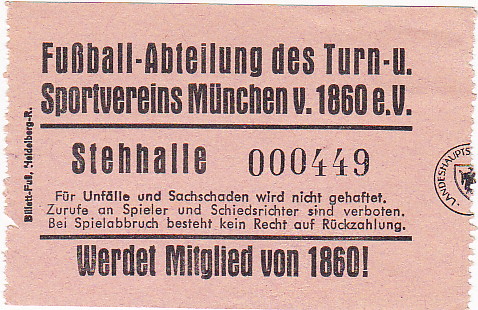 Fußball-Abteilung des Turn-u.
Sportvereins München v. 1860 e.V.
Stehhalle 000449
Für Unfälle und Sachschaden wird nicht gehaftet.
Zurufe an Spieler und Schiedsrichter sind verboten.
Bei Spielabbruch besteht kein Recht auf Rückzahlung.
Werdet Mitglied von 1860!
Billett-Fuß, Heidelberg-R.
LANDESHAUPTS